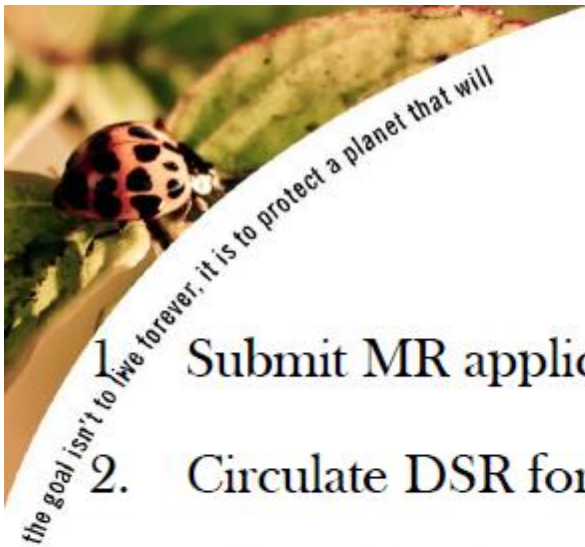 the goal isn't to live forever, it is to protect a planet that will
1. Submit MR applic
2. Circulate DSR for